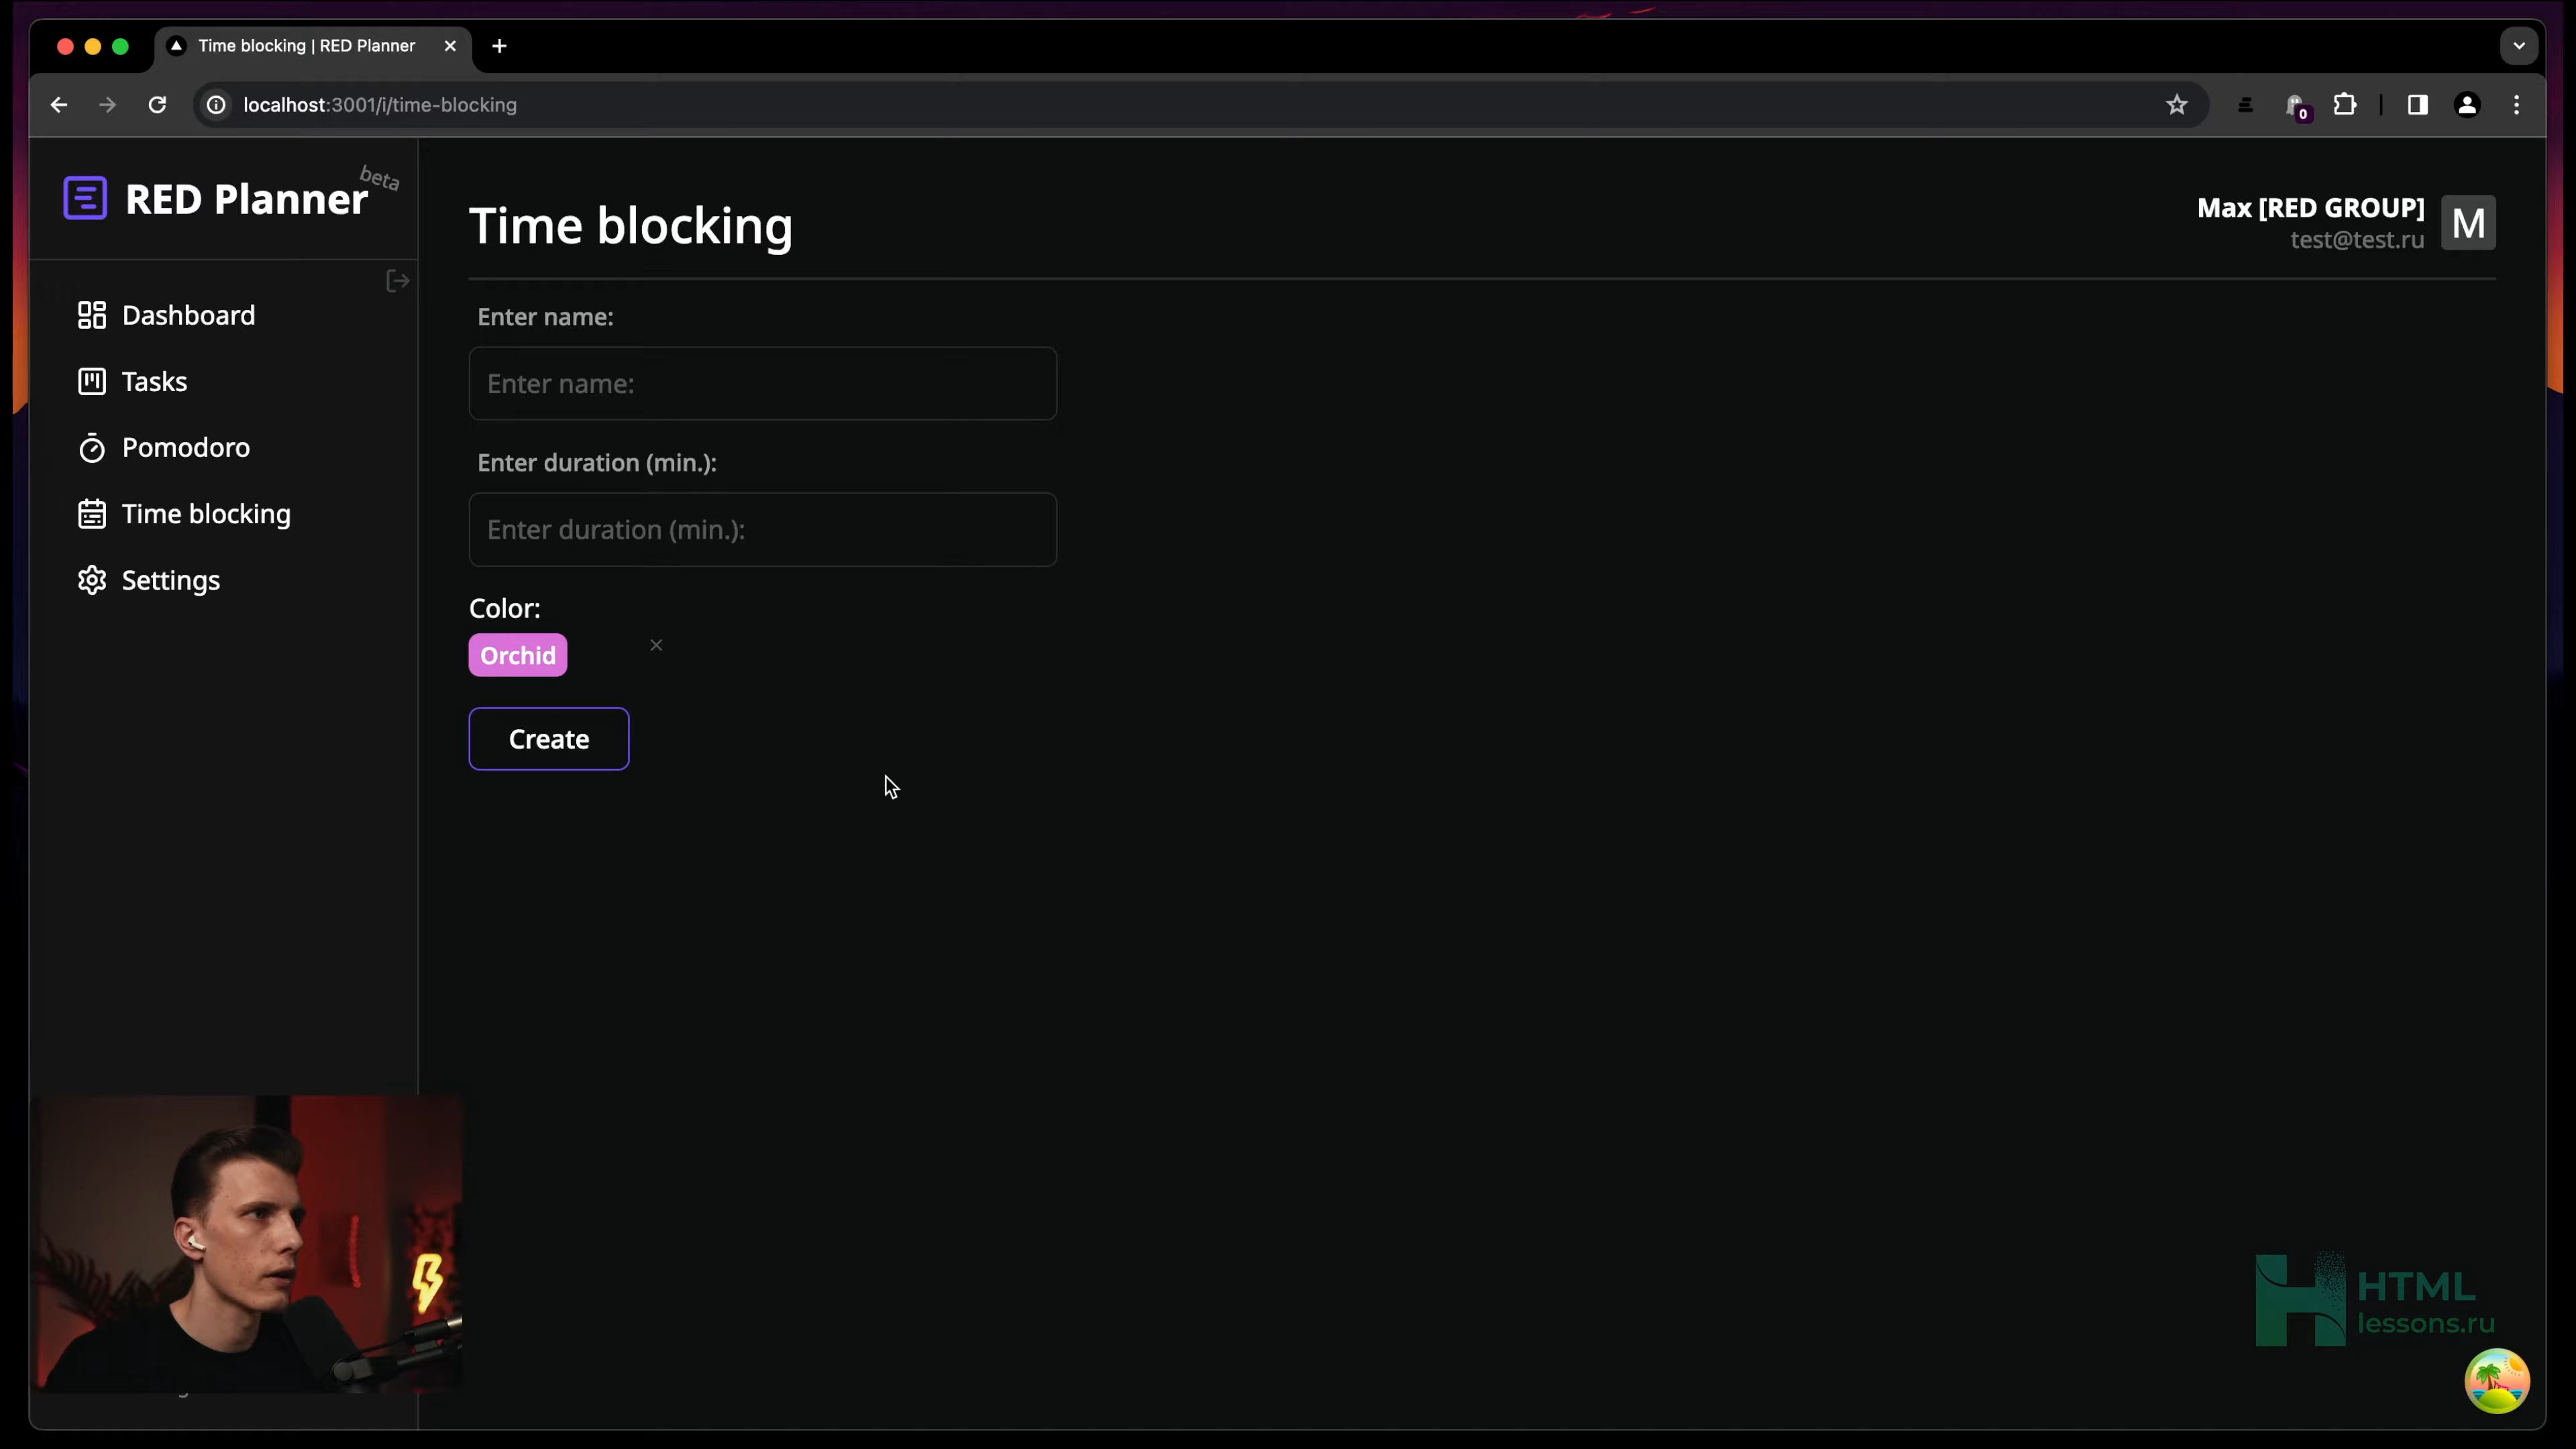 Time blocking | RED Planner
localhost:3001/i/time-blocking
0
RED Planner
beta
Time blocking
Max [RED GROUP]
test@test.ru
M
Dashboard
Tasks
Pomodoro
Time blocking
Settings
Enter name:
Enter name:
Enter duration (min.):
Enter duration (min.):
Color:
Orchid
Create
HTML
lessons.ru